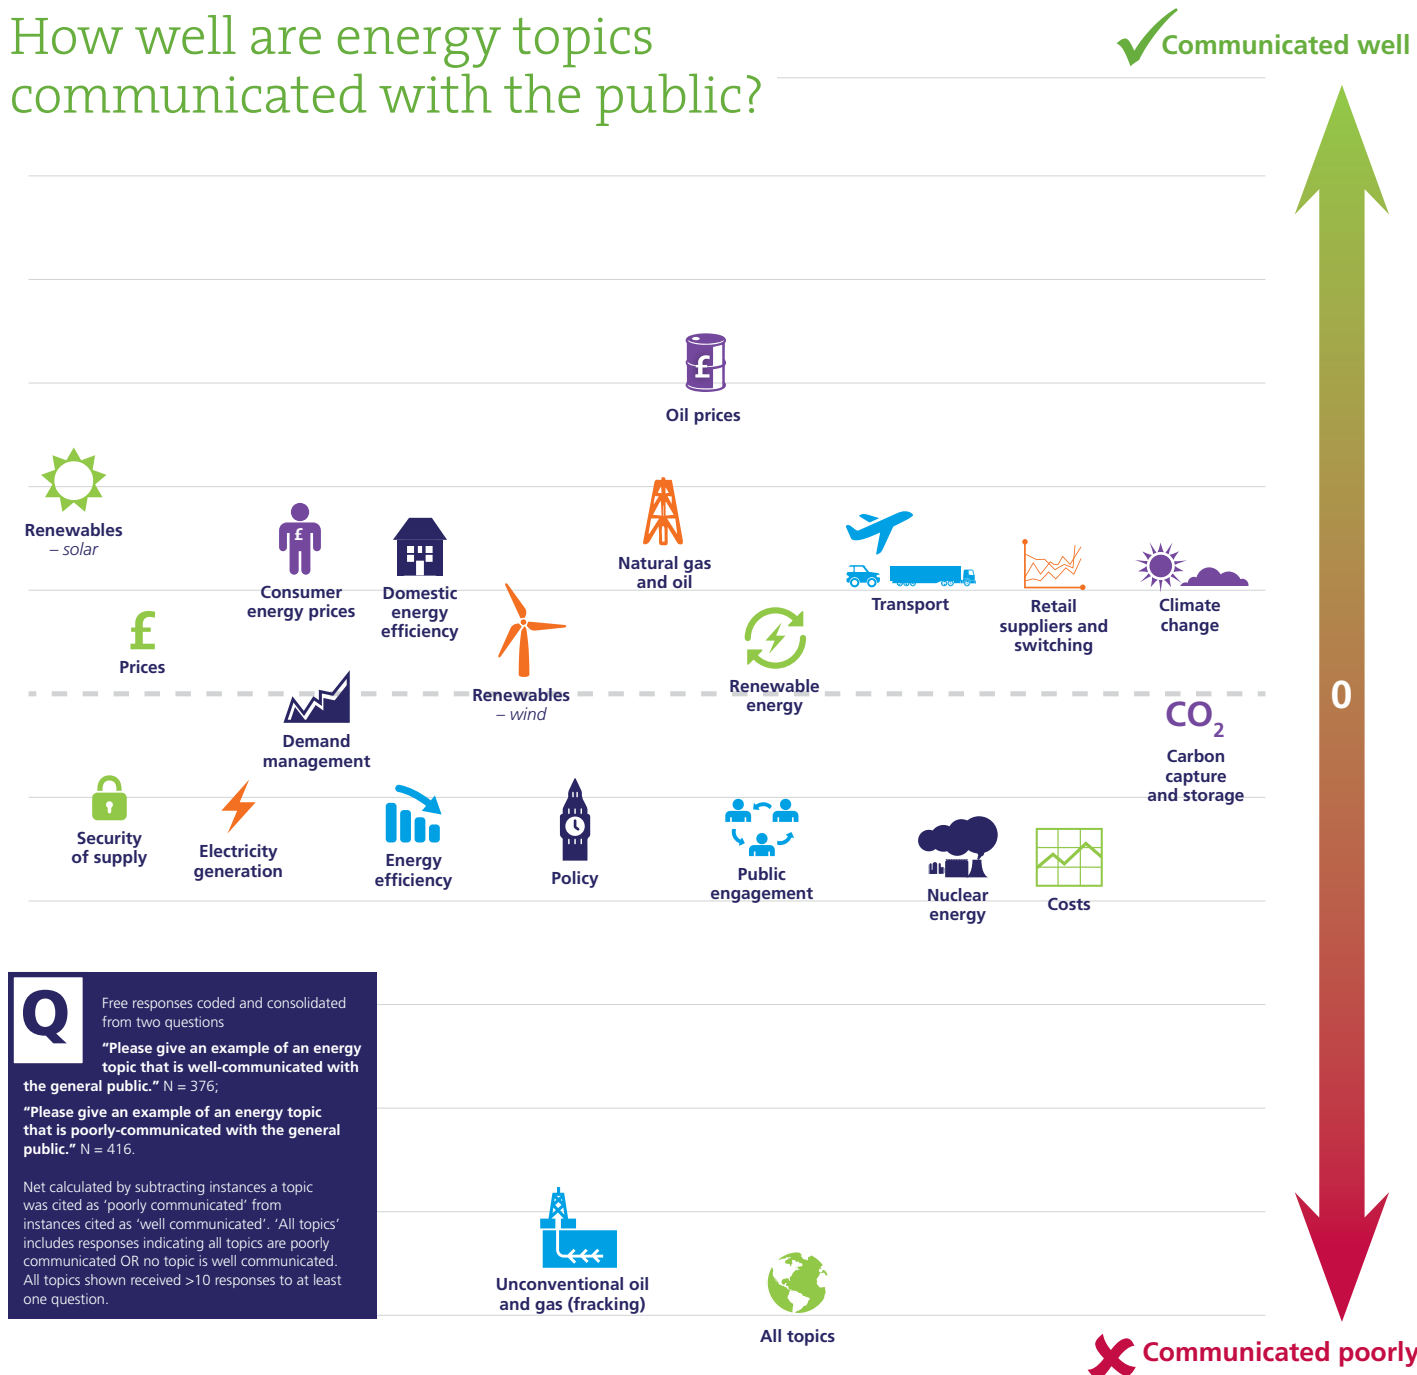 How well are energy topics
communicated with the public?
Communicated well
£
Oil prices
Renewables
– solar
£
Consumer
energy prices
Domestic
energy
efficiency
Natural gas
and oil
Transport
Retail
suppliers and
switching
Climate
change
£
Prices
Renewables
– wind
Renewable
energy
0
Demand
management
CO2
Carbon
capture
and storage
Security
of supply
Electricity
generation
Energy
efficiency
Policy
Public
engagement
Nuclear
energy
Costs
Q
Free responses coded and consolidated
from two questions
“Please give an example of an energy
topic that is well-communicated with
the general public.” N = 376;
“Please give an example of an energy topic
that is poorly-communicated with the general
public.” N = 416.
Net calculated by subtracting instances a topic
was cited as ‘poorly communicated’ from
instances cited as ‘well communicated’. ‘All topics’
includes responses indicating all topics are poorly
communicated OR no topic is well communicated.
All topics shown received >10 responses to at least
one question.
Unconventional oil
and gas (fracking)
All topics
Communicated poorly